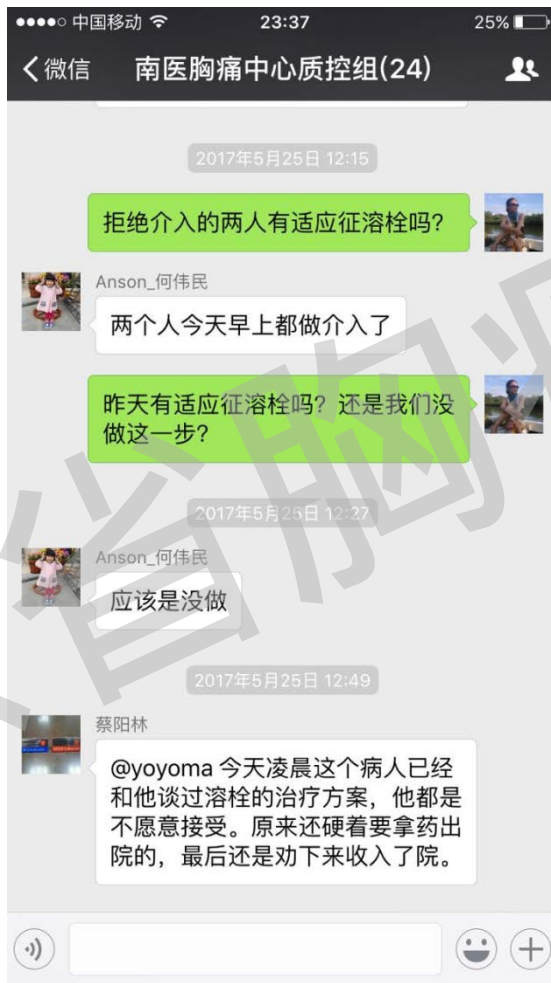 中国移动 23:37 25%
微信 南医胸痛中心质控组(24)
2017年5月25日 12:15
拒绝介入的两人有适应征溶栓吗?
Anson_何伟民
两个人今天早上都做介入了
昨天有适应征溶栓吗?还是我们没
做这一步?
2017年5月25日 12:27
Anson_何伟民
应该是没做
2017年5月25日 12:49
蔡阳林
@yoyoma 今天凌晨这个病人已经
和他谈过溶栓的治疗方案，他都是
不愿意接受。原来还硬着要拿药出
院的，最后还是劝下来收入了院。
省胸